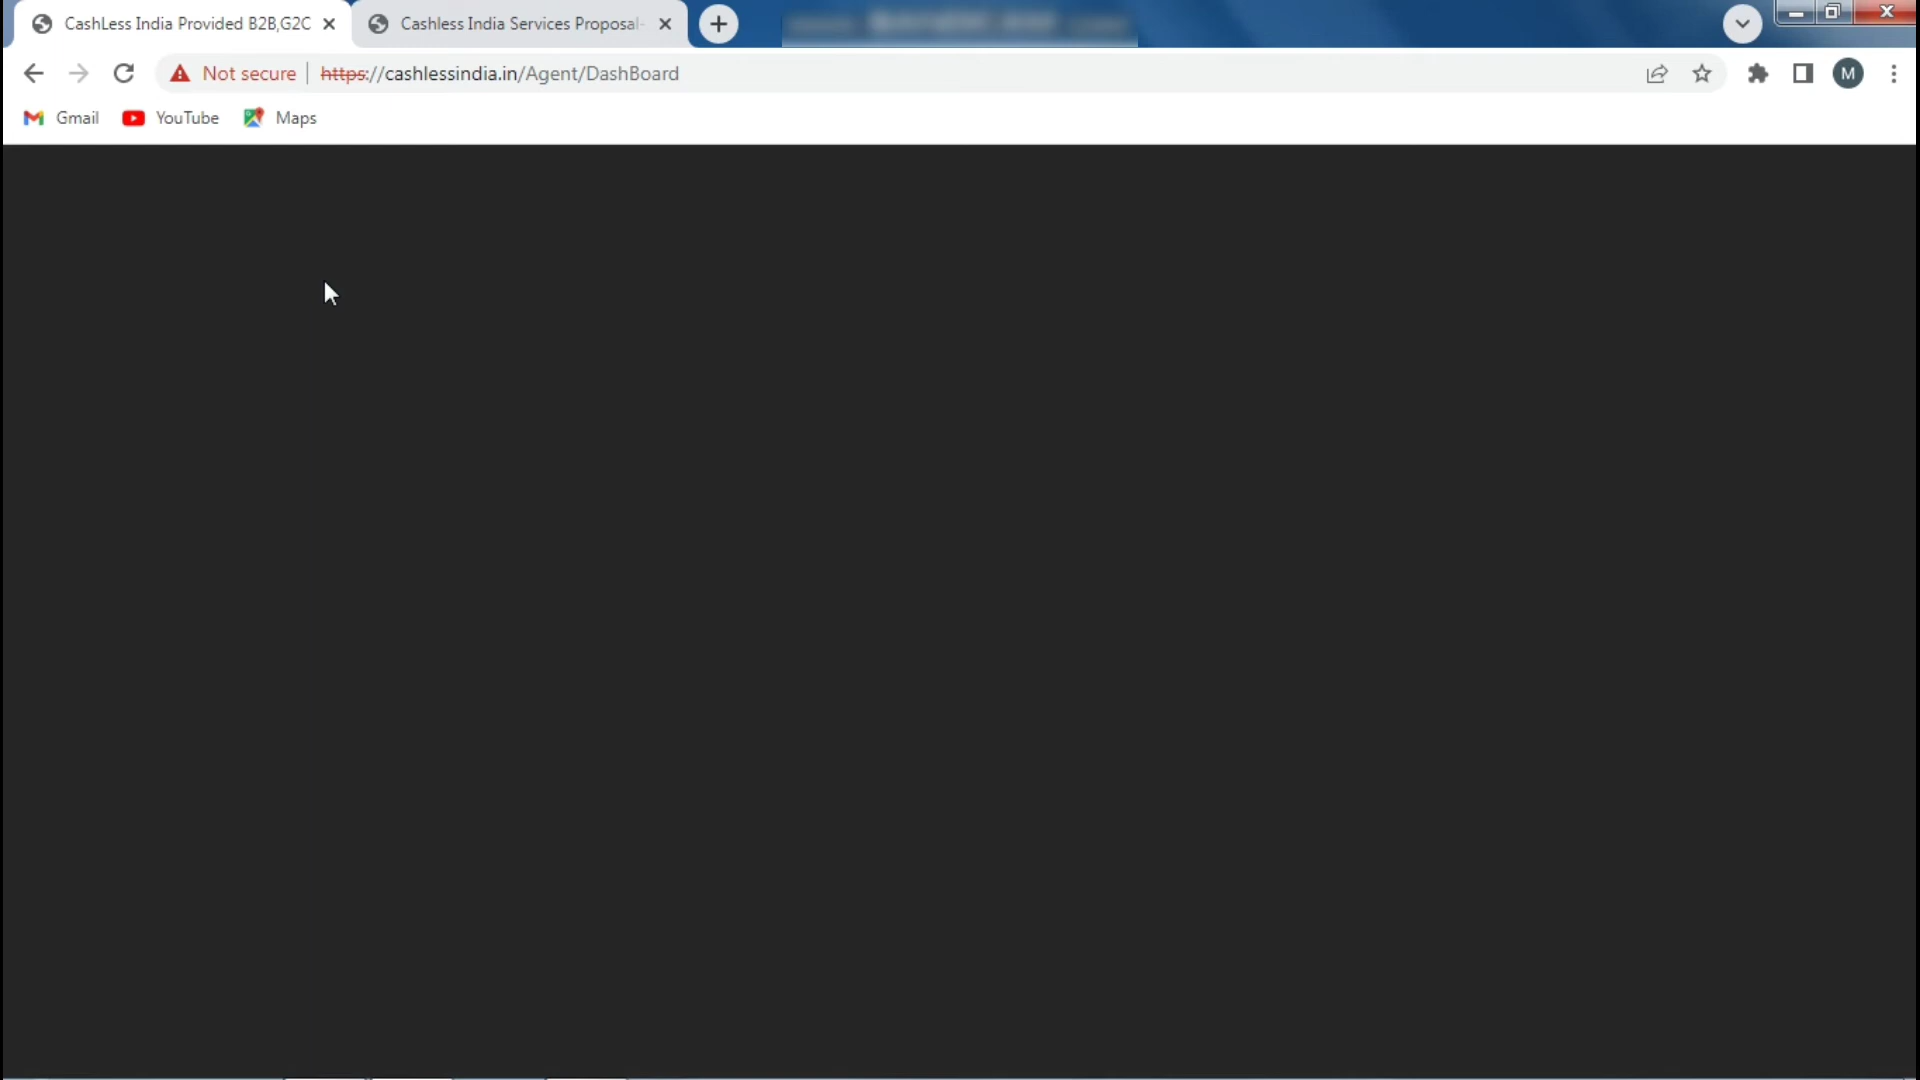 CashLess India Provided B2B,G2C
Cashless India Services Proposal-
Not secure
https://cashlessindia.in/Agent/DashBoard
M
Gmail
YouTube
Maps